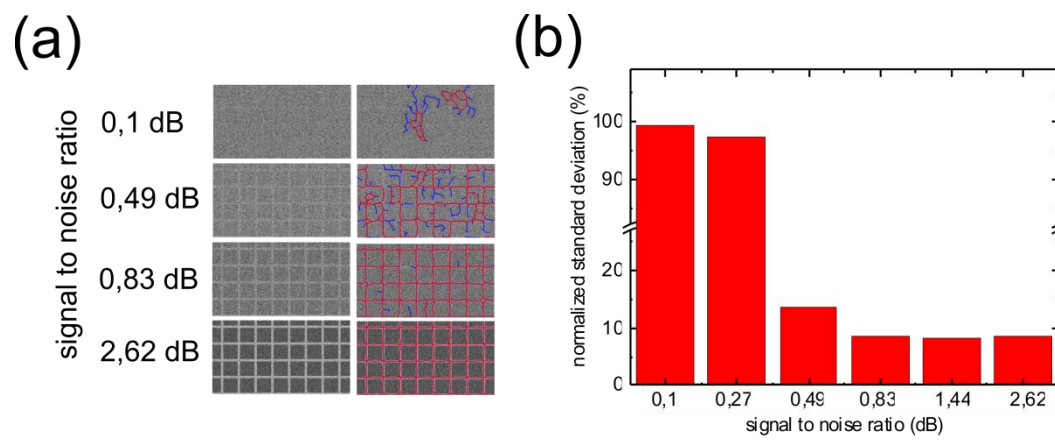 (a)
signal to noise ratio
0,1 dB
0,49 dB
0,83 dB
2,62 dB
(b)
normalized standard deviation (%)
100
90
20
10
0
0,1 0,27 0,49 0,83 1,44 2,62
signal to noise ratio (dB)